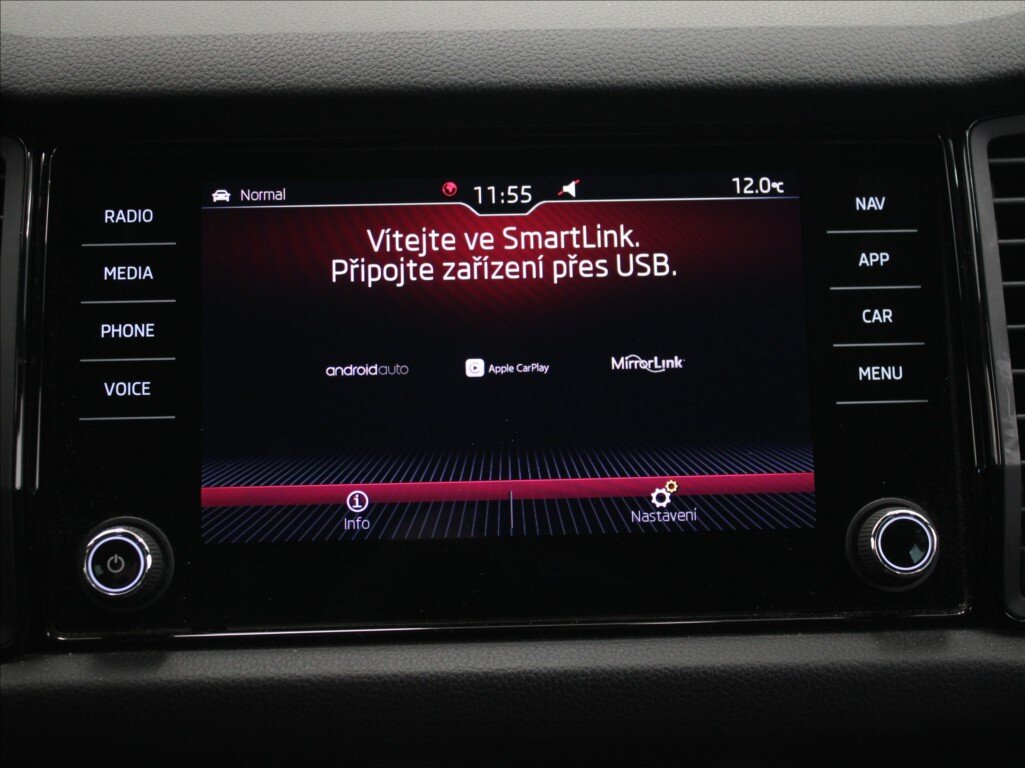 Normal
11:55
12.0°C
Vítejte ve SmartLink.
Připojte zařízení přes USB.
androidauto
Apple CarPlay
MirrorLink
Info
Nastavení
RADIO
MEDIA
PHONE
VOICE
NAV
APP
CAR
MENU